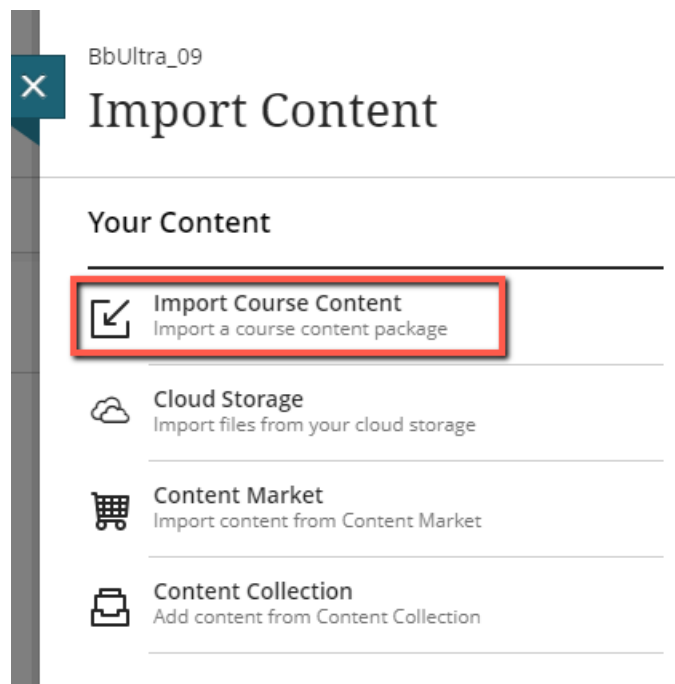 BbUltra_09
Import Content
Your Content
Import Course Content
Import a course content package
Cloud Storage
Import files from your cloud storage
Content Market
Import content from Content Market
Content Collection
Add content from Content Collection